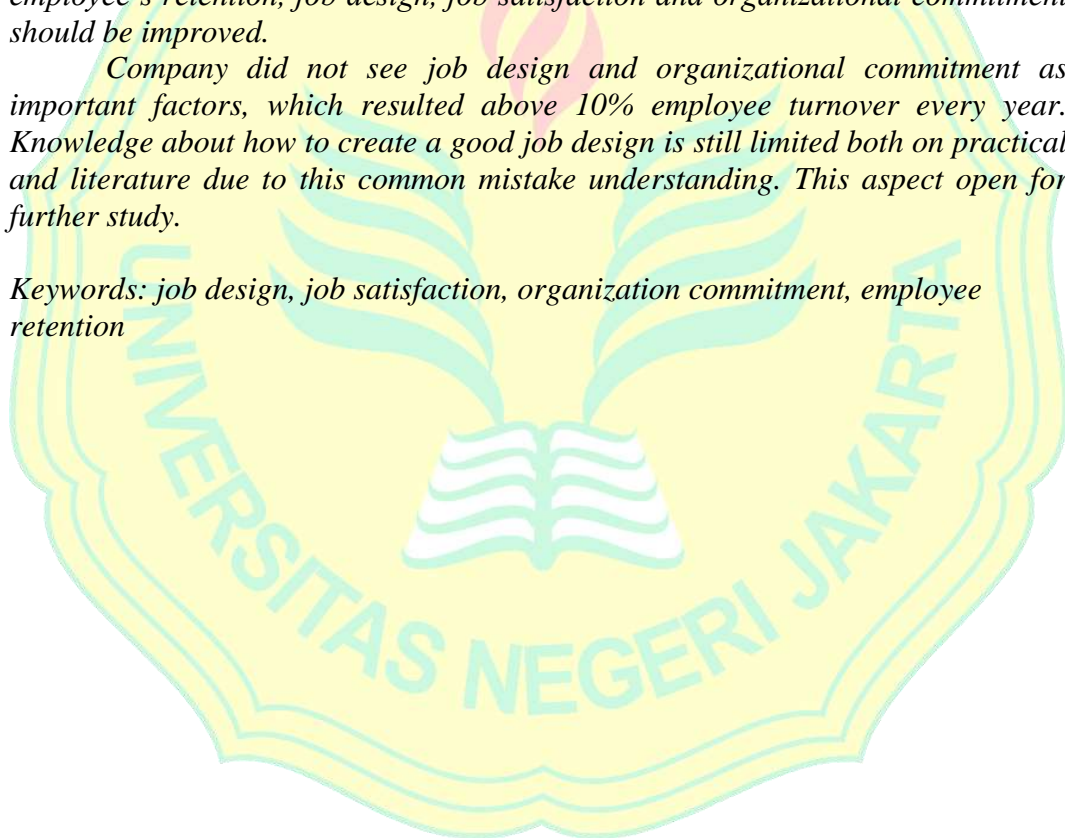 employee's retention, job design, job satisfaction and organizational commitment
should be improved.
Company did not see job design and organizational commitment as
important factors, which resulted above 10% employee turnover every year.
Knowledge about how to create a good job design is still limited both on practical
and literature due to this common mistake understanding. This aspect open for
further study.
Keywords: job design, job satisfaction, organization commitment, employee
retention
UNIVERSITAS NEGERI JAKARTA